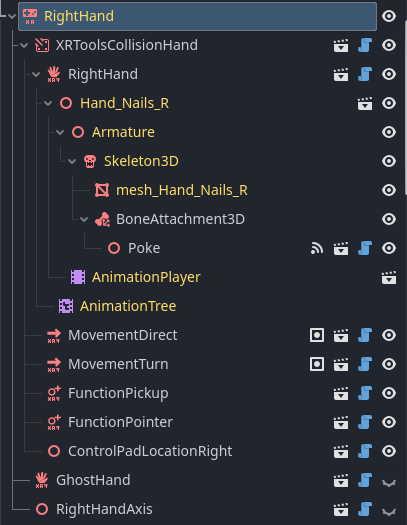 RightHand
XRToolsCollisionHand
RightHand
Hand_Nails_R
Armature
Skeleton3D
mesh_Hand_Nails_R
BoneAttachment3D
Poke
AnimationPlayer
AnimationTree
MovementDirect
MovementTurn
FunctionPickup
FunctionPointer
ControlPadLocationRight
GhostHand
RightHandAxis